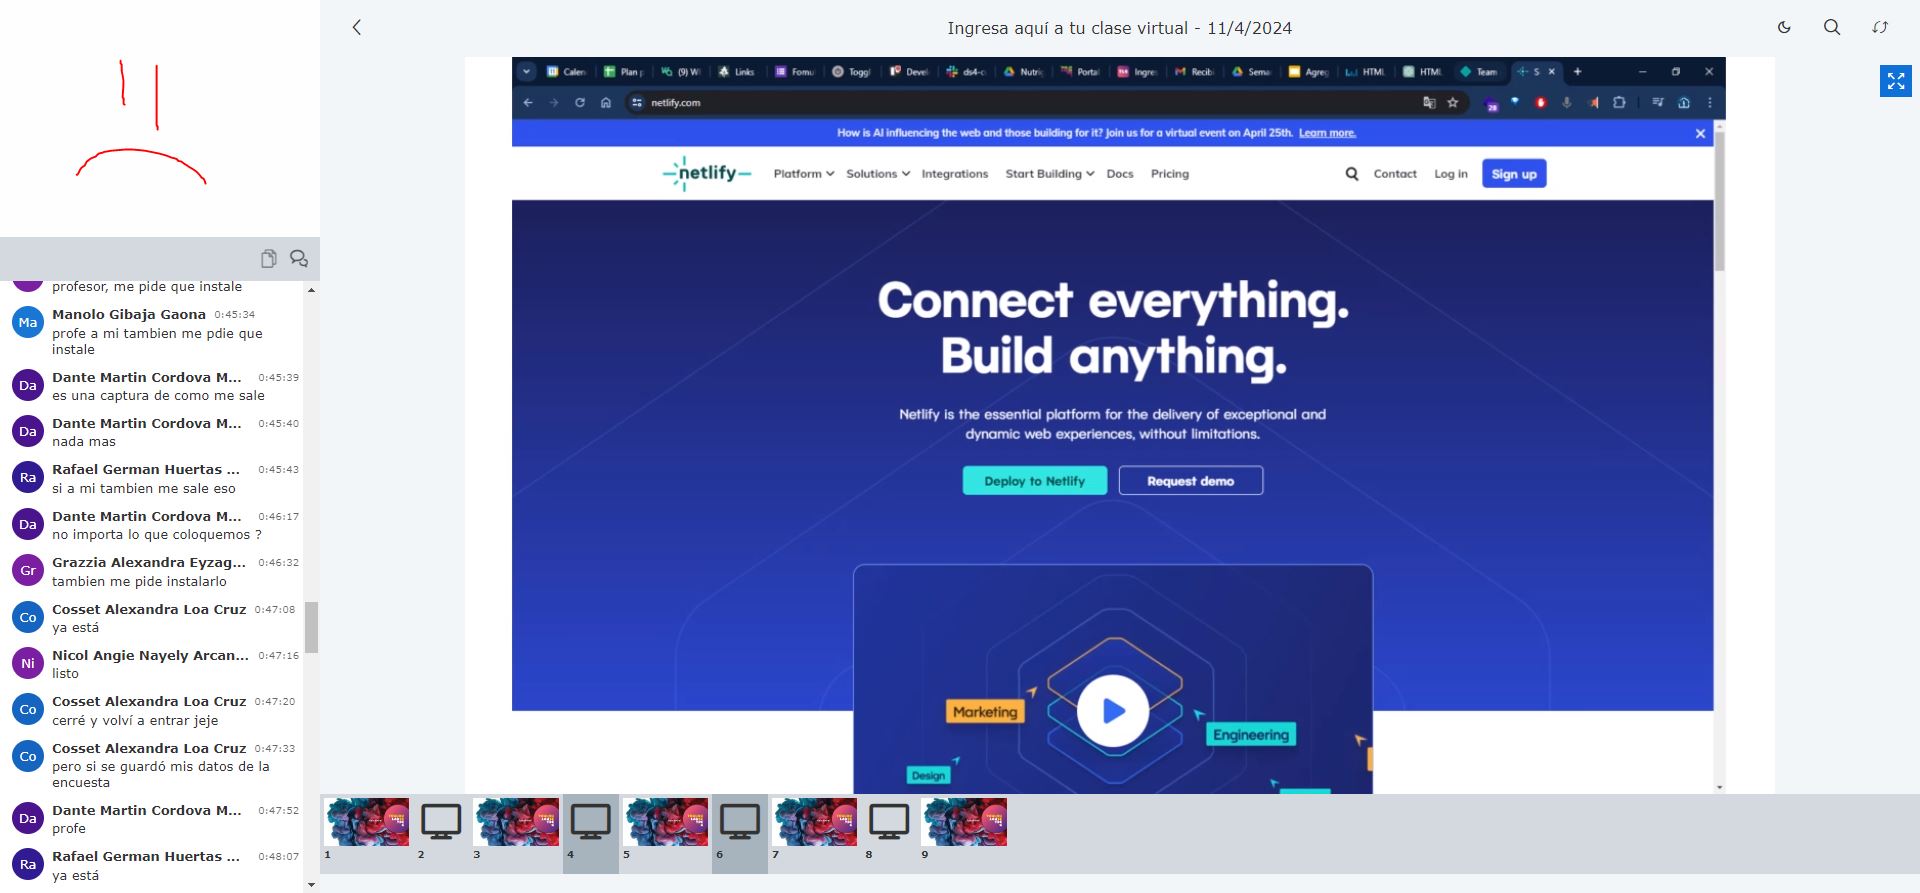 Ingresa aquí a tu clase virtual - 11/4/2024
profesor, me pide que instale
Ma
Manolo Gibaja Gaona 0:45:34
profe a mi tambien me pdie que
instale
Da
Dante Martin Cordova M... 0:45:39
es una captura de como me sale
Da
Dante Martin Cordova M... 0:45:40
nada mas
Ra
Rafael German Huertas ... 0:45:43
si a mi tambien me sale eso
Da
Dante Martin Cordova M... 0:46:17
no importa lo que coloquemos ?
Gr
Grazzia Alexandra Eyzag... 0:46:32
tambien me pide instalarlo
Co
Cosset Alexandra Loa Cruz 0:47:08
ya está
Ni
Nicol Angie Nayely Arcan... 0:47:16
listo
Co
Cosset Alexandra Loa Cruz 0:47:20
cerré y volví a entrar jeje
Co
Cosset Alexandra Loa Cruz 0:47:33
pero si se guardó mis datos de la
encuesta
Da
Dante Martin Cordova M... 0:47:52
profe
Ra
Rafael German Huertas ... 0:48:07
ya está
Calen Plan p (9) W Links Fomu Toggl Deve ds4-c Nutri Portal Ingre Recibi Sema Agreg HTML HTML Team S
netlify.com
28
How is AI influencing the web and those building for it? Join us for a virtual event on April 25th. Learn more.
netlify Platform Solutions Integrations Start Building Docs Pricing Contact Log in Sign up
Connect everything.
Build anything.
Netlify is the essential platform for the delivery of exceptional and
dynamic web experiences, without limitations.
Deploy to Netlify Request demo
Marketing
Engineering
Design
1 2 3 4 5 6 7 8 9